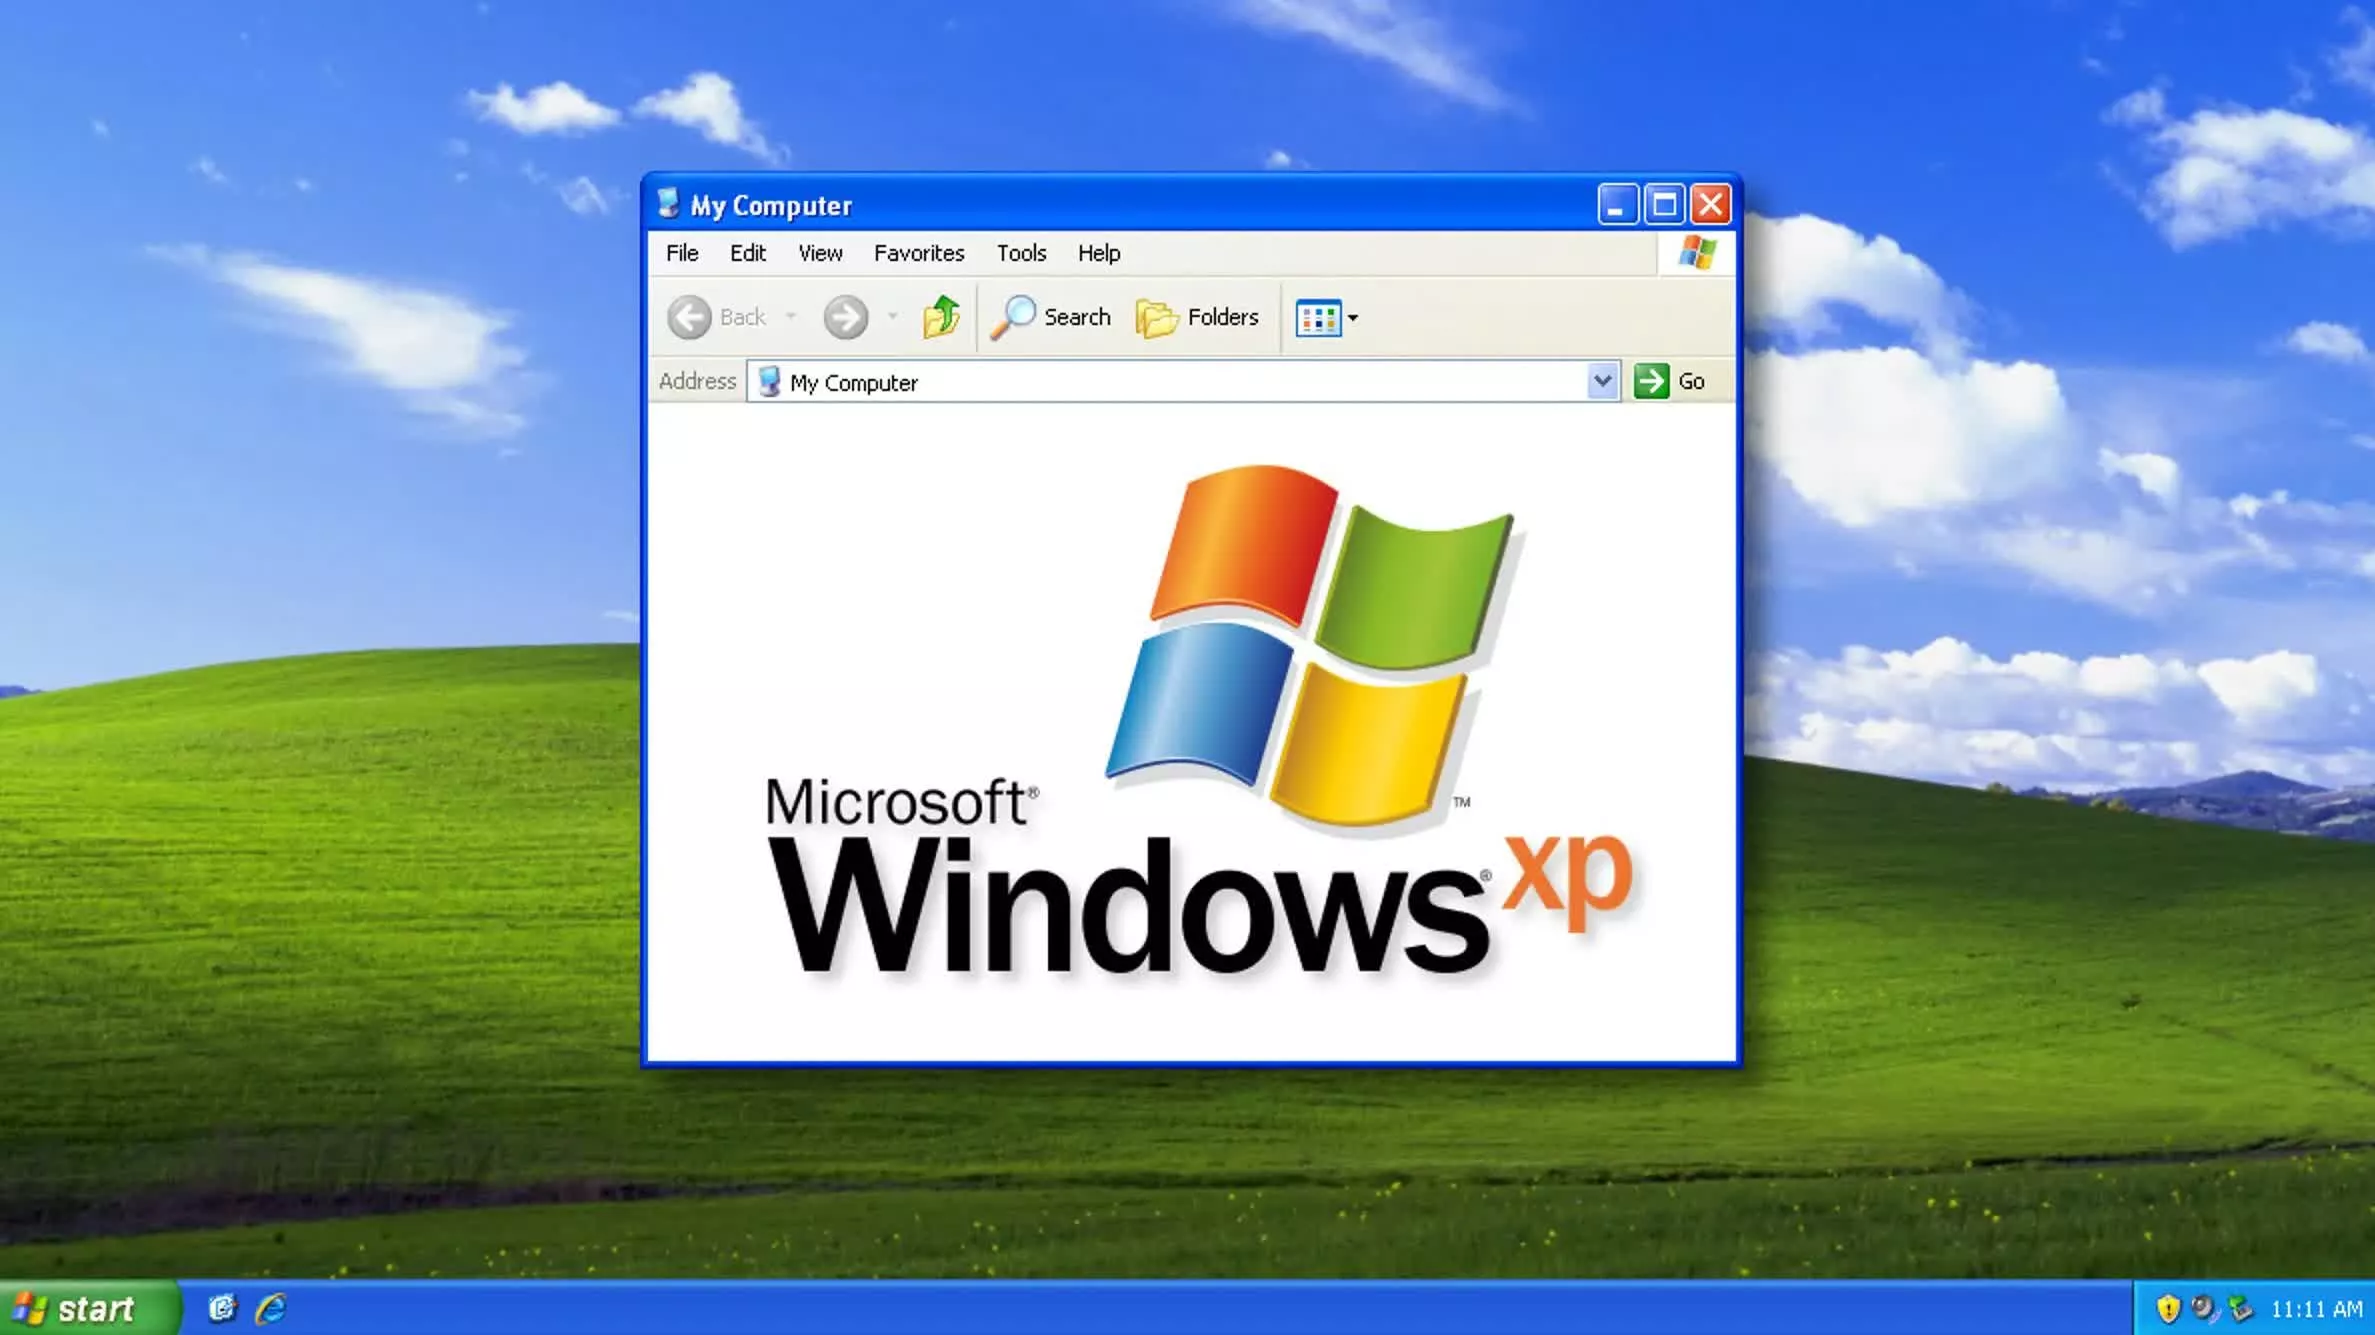 My Computer
File Edit View Favorites Tools Help
Back Search Folders
Address My Computer Go
Microsoft®
Windows® xp ™
start 11:11 AM